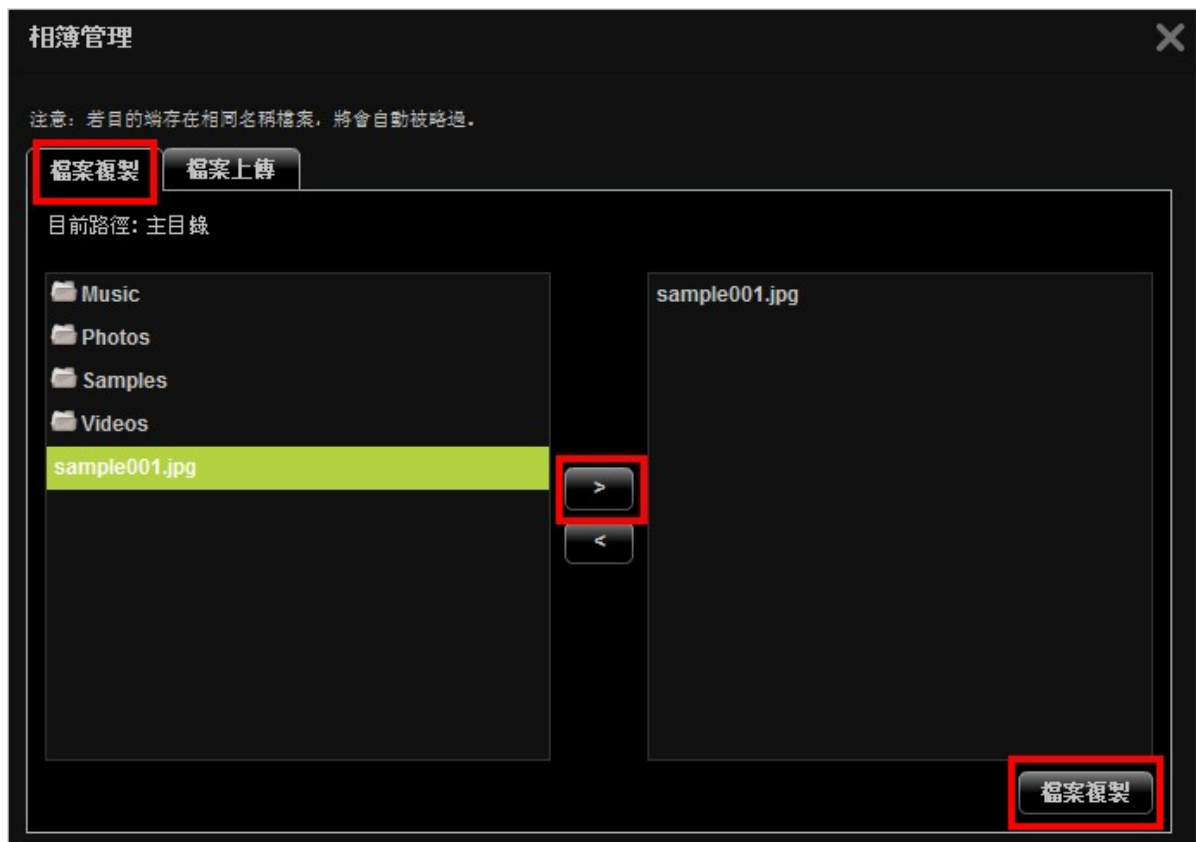 相簿管理
注意：若目的端存在相同名稱檔案，將會自動被略過。
檔案複製 檔案上傳
目前路徑: 主目錄
Music
Photos
Samples
Videos
sample001.jpg
sample001.jpg
>
<
檔案複製